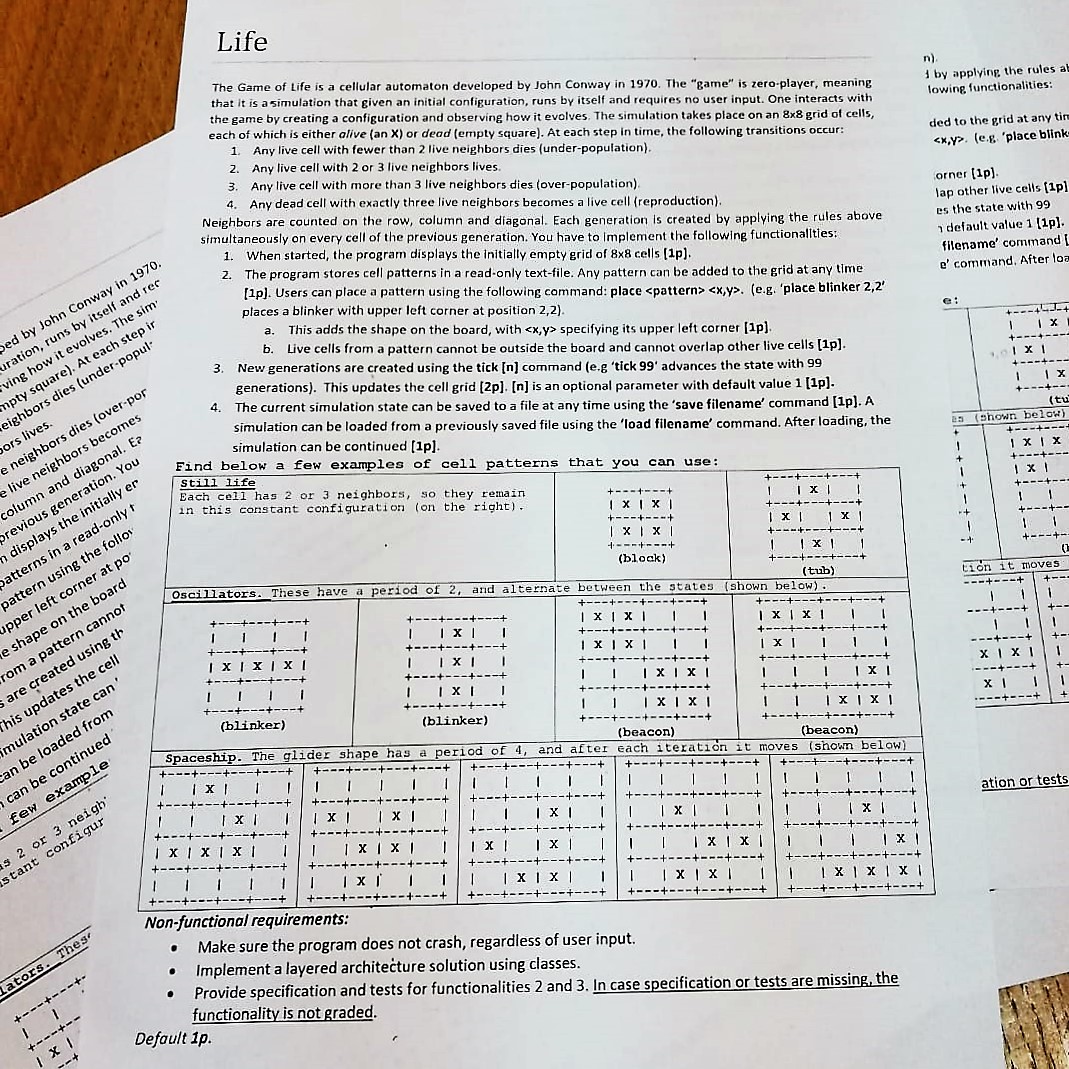 Life
The Game of Life is a cellular automaton developed by John Conway in 1970. The "game" is zero-player, meaning
that it is a simulation that given an initial configuration, runs by itself and requires no user input. One interacts with
the game by creating a configuration and observing how it evolves. The simulation takes place on an 8x8 grid of cells,
each of which is either alive (an X) or dead (empty square). At each step in time, the following transitions occur:
1. Any live cell with fewer than 2 live neighbors dies (under-population).
2. Any live cell with 2 or 3 live neighbors lives.
3. Any live cell with more than 3 live neighbors dies (over-population).
4. Any dead cell with exactly three live neighbors becomes a live cell (reproduction).
Neighbors are counted on the row, column and diagonal. Each generation is created by applying the rules above
simultaneously on every cell of the previous generation. You have to implement the following functionalities:
1. When started, the program displays the initially empty grid of 8x8 cells [1p].
2. The program stores cell patterns in a read-only text-file. Any pattern can be added to the grid at any time
[1p]. Users can place a pattern using the following command: place <pattern> <x,y>. (e.g. 'place blinker 2,2'
places a blinker with upper left corner at position 2,2).
a. This adds the shape on the board, with <x,y> specifying its upper left corner [1p].
b. Live cells from a pattern cannot be outside the board and cannot overlap other live cells [1p].
3. New generations are created using the tick [n] command (e.g 'tick 99' advances the state with 99
generations). This updates the cell grid [2p]. [n] is an optional parameter with default value 1 [1p].
4. The current simulation state can be saved to a file at any time using the 'save filename' command [1p]. A
simulation can be loaded from a previously saved file using the 'load filename' command. After loading, the
simulation can be continued [1p].
Find below a few examples of cell patterns that you can use:
Still life
Each cell has 2 or 3 neighbors, so they remain
in this constant configuration (on the right).
| X | X |
| X | X |
(block)
| | X | |
| X | | X |
| | X | |
(tub)
Oscillators. These have a period of 2, and alternate between the states (shown below).
| | | |
| X | X | X |
| | | |
(blinker)
| | X | |
| | X | |
| | X | |
(blinker)
| X | X | | |
| X | X | | |
| | | X | X |
| | | X | X |
(beacon)
| X | X | | |
| X | | | |
| | | | X |
| | | X | X |
(beacon)
Spaceship. The glider shape has a period of 4, and after each iteration it moves (shown below)
| | X | | |
| | | X | |
| X | X | X | |
| | | | |
| | | | |
| X | | X | |
| | X | X | |
| | X | | |
| | | | |
| | | X | |
| X | | X | |
| | X | X | |
| | | | |
| | X | | |
| | | X | X |
| | X | X | |
| | | | |
| | | X | |
| | | | X |
| | X | X | X |
Non-functional requirements:
• Make sure the program does not crash, regardless of user input.
• Implement a layered architecture solution using classes.
• Provide specification and tests for functionalities 2 and 3. In case specification or tests are missing, the
functionality is not graded.
Default 1p.